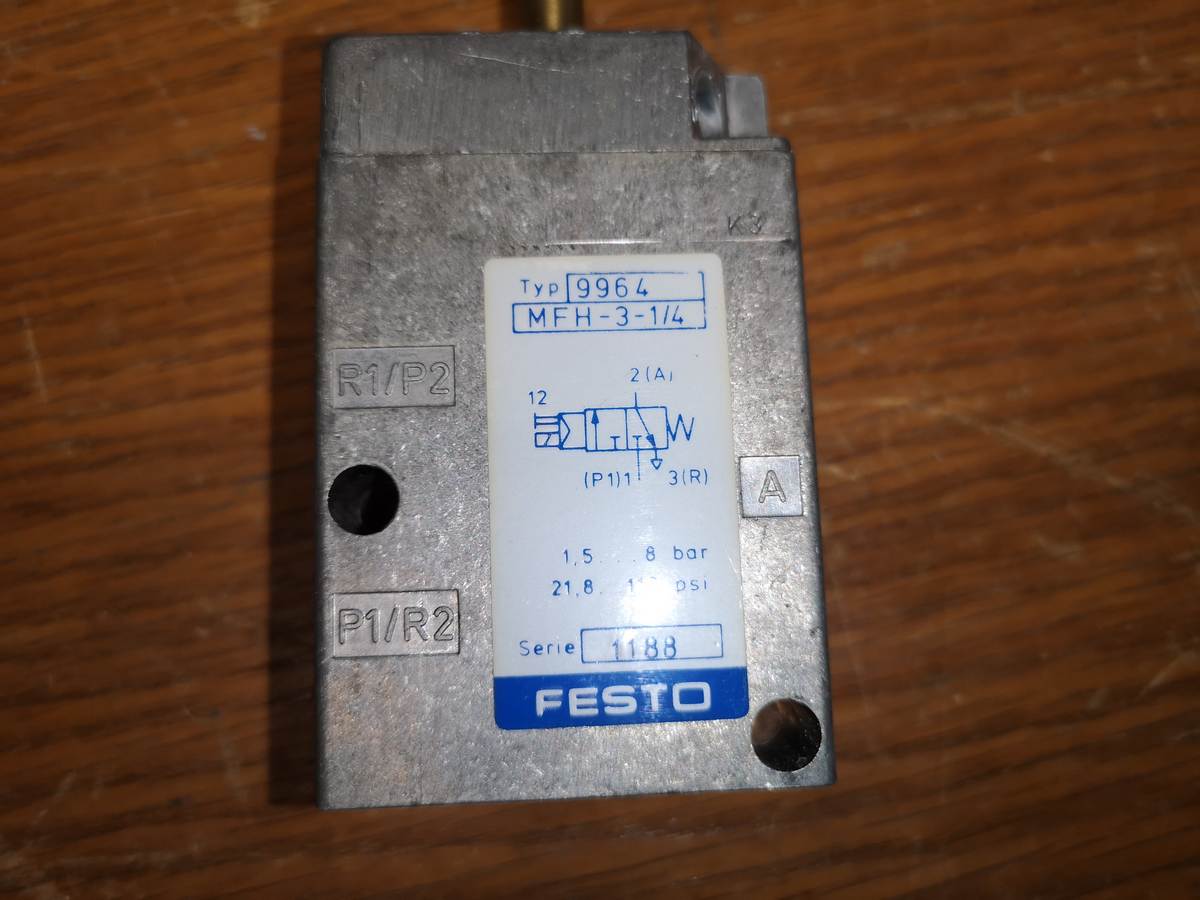 K3
Typ 9964
MFH-3-1/4
R1/P2
2(A)
12
(P1)1 3(R)
A
1,5...8 bar
21,8... psi
P1/R2
Serie 1188
FESTO